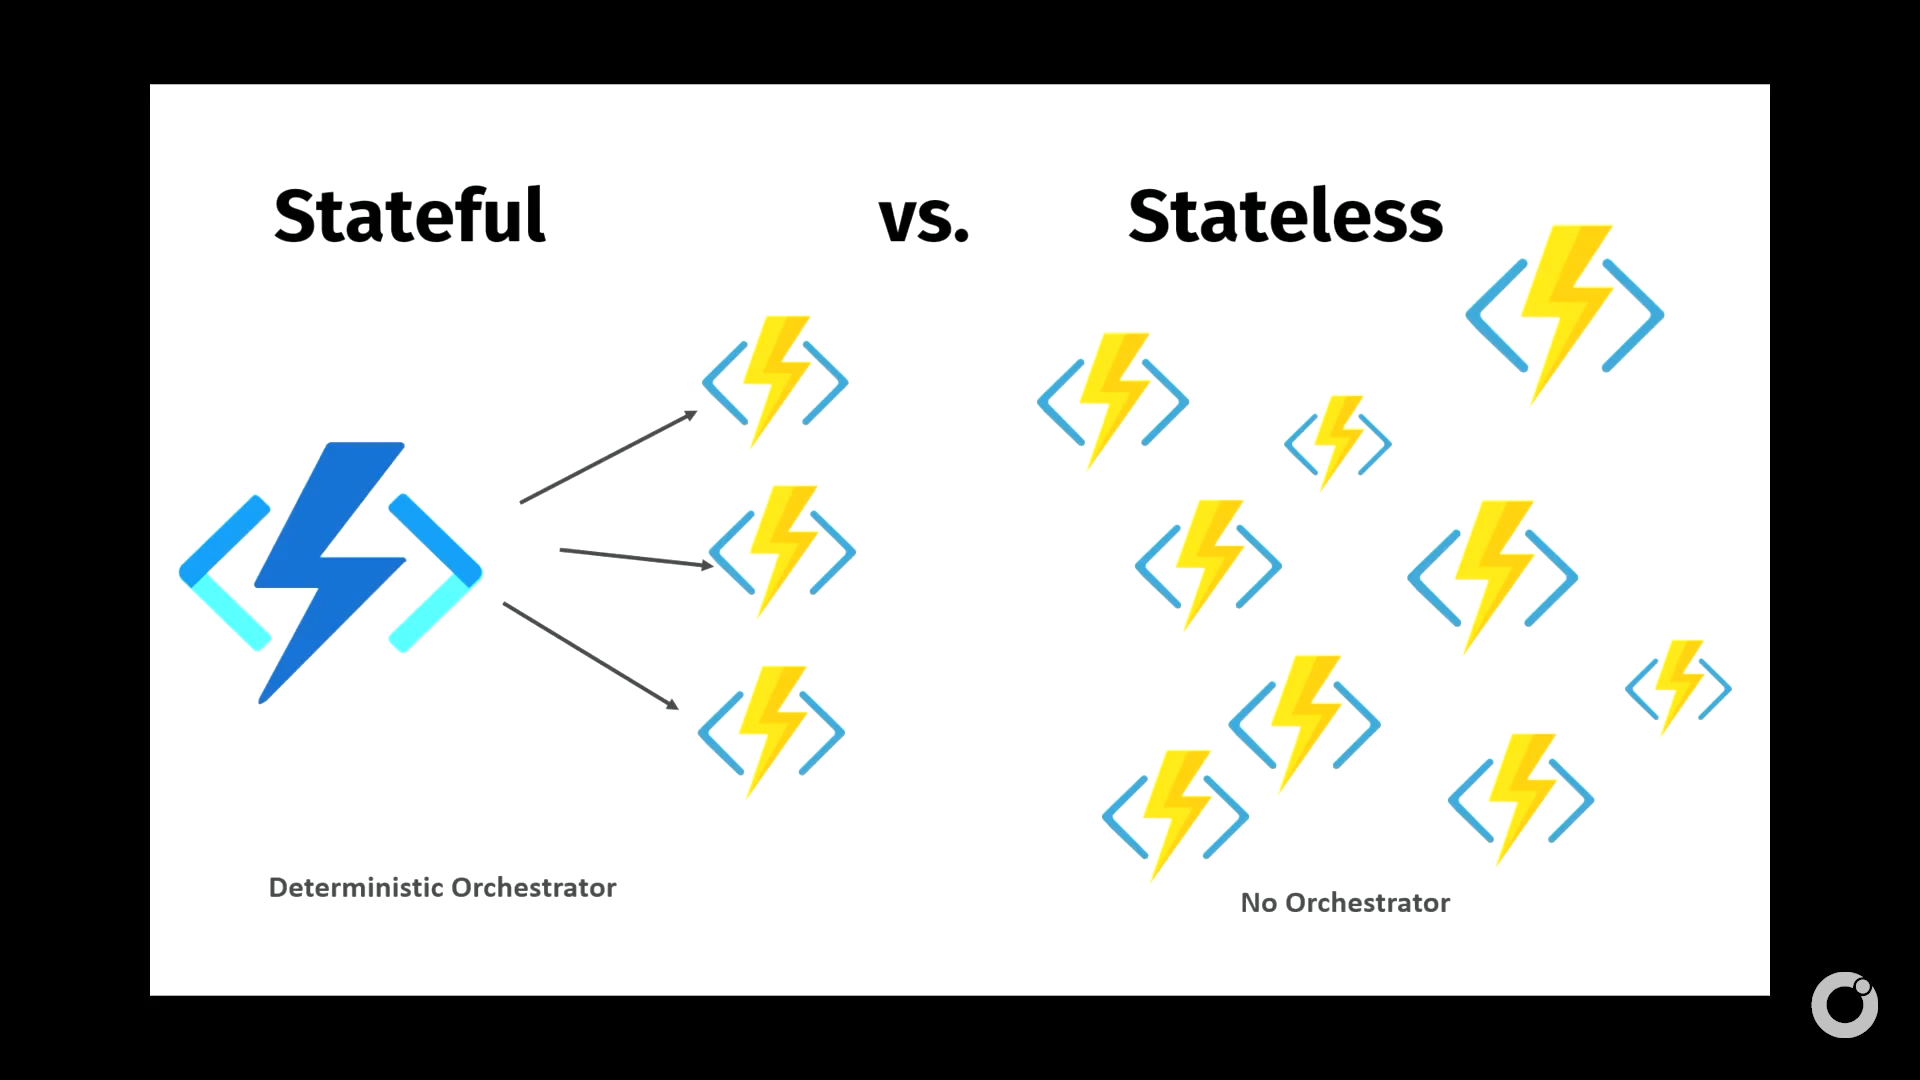 Stateful vs. Stateless
Deterministic Orchestrator
No Orchestrator